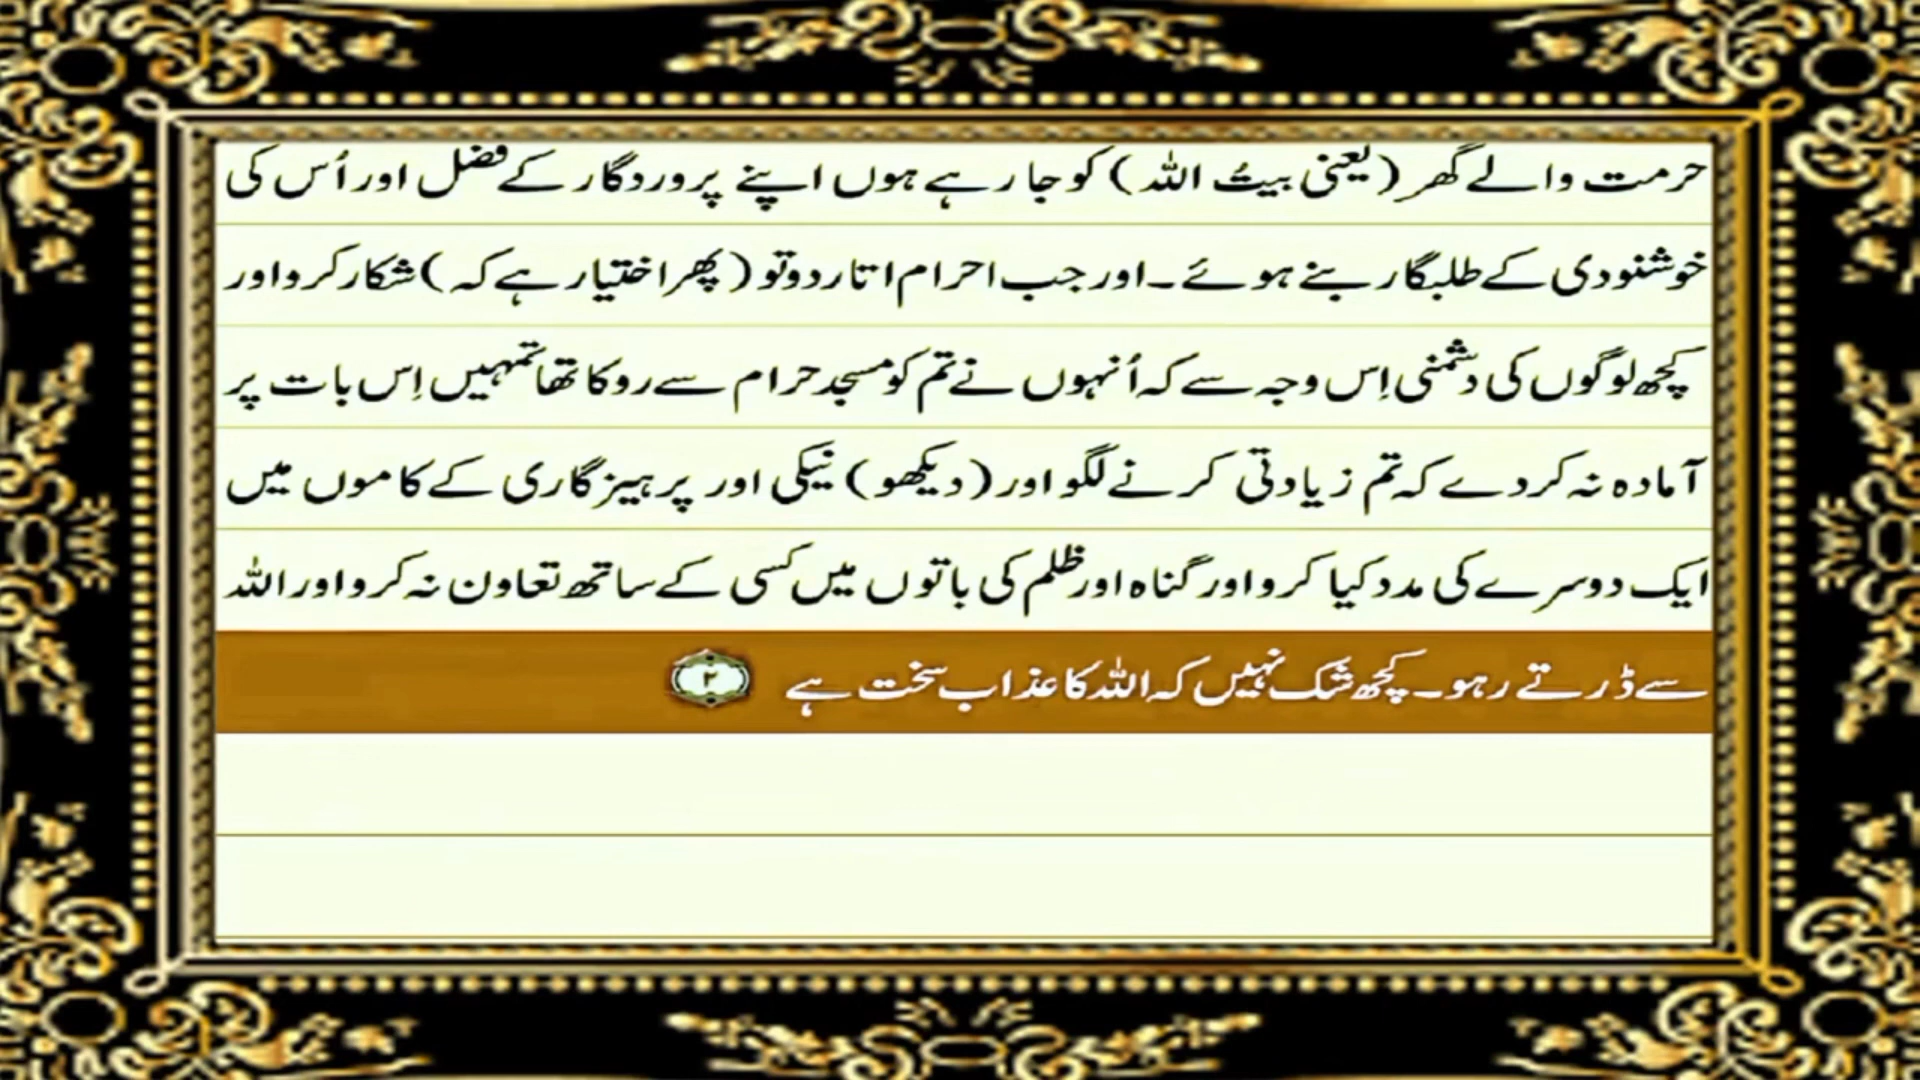 حرمت والے گھر (یعنی بیتُ اللہ) کو جا رہے ہوں اپنے پروردگار کے فضل اور اُس کی
خوشنودی کے طلبگار بنے ہوئے۔ اور جب احرام اتار دو تو (پھر اختیار ہے کہ) شکار کرو اور
کچھ لوگوں کی دشمنی اِس وجہ سے کہ اُنہوں نے تم کو مسجد حرام سے روکا تھا تمہیں اِس بات پر
آمادہ نہ کر دے کہ تم زیادتی کرنے لگو اور (دیکھو) نیکی اور پرہیزگاری کے کاموں میں
ایک دوسرے کی مدد کیا کرو اور گناہ اور ظلم کی باتوں میں کسی کے ساتھ تعاون نہ کرو اور اللہ
سے ڈرتے رہو۔ کچھ شک نہیں کہ اللہ کا عذاب سخت ہے ۲